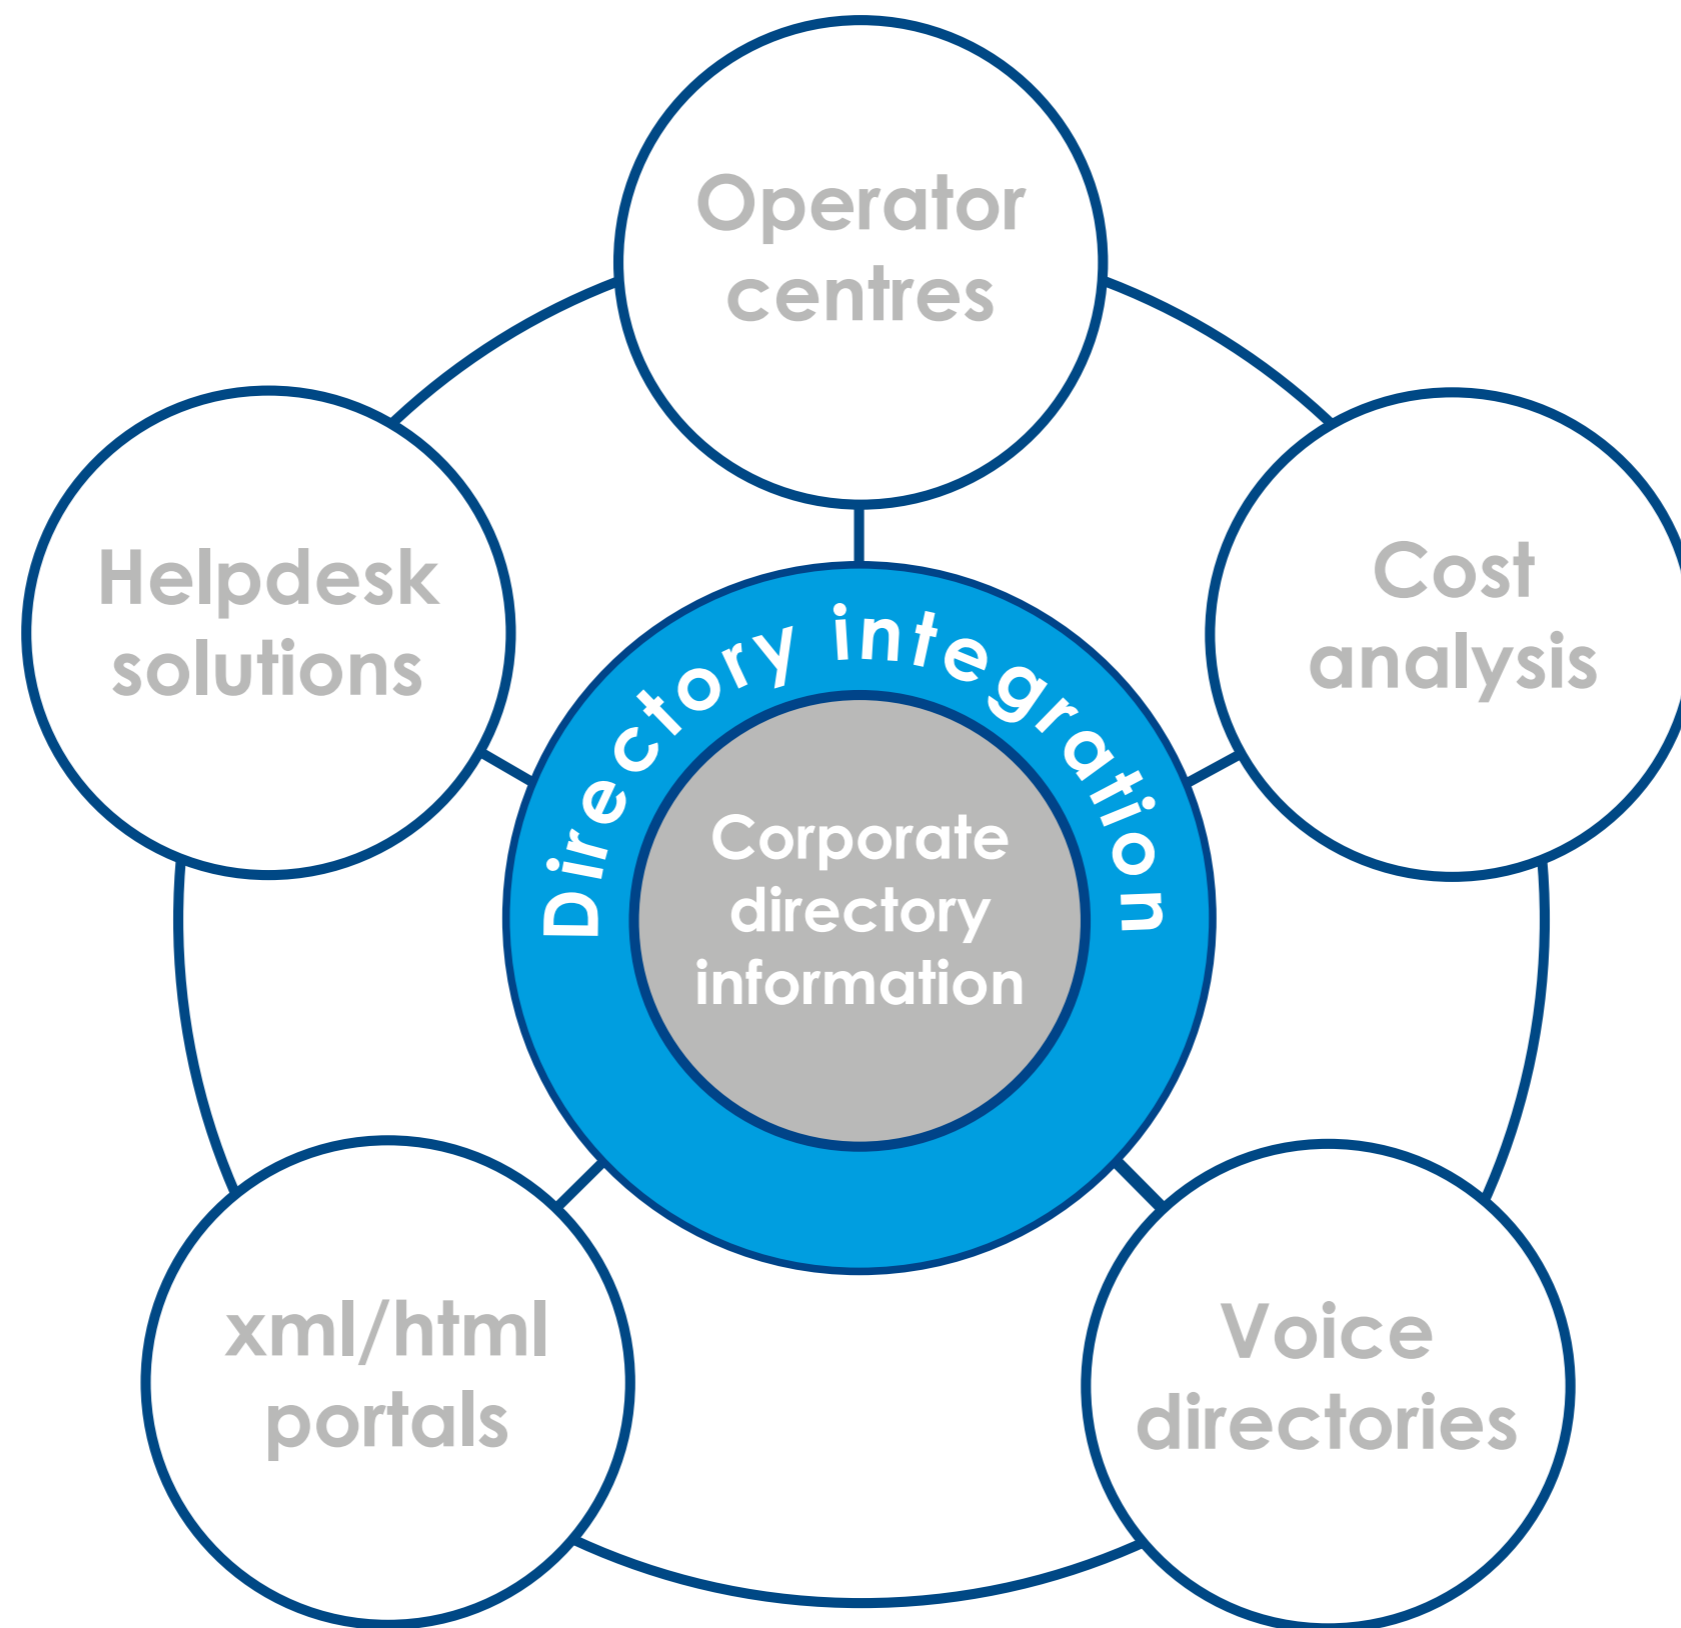 Operator
centres
Helpdesk
solutions
Cost
analysis
Directory integration
Corporate
directory
information
xml/html
portals
Voice
directories